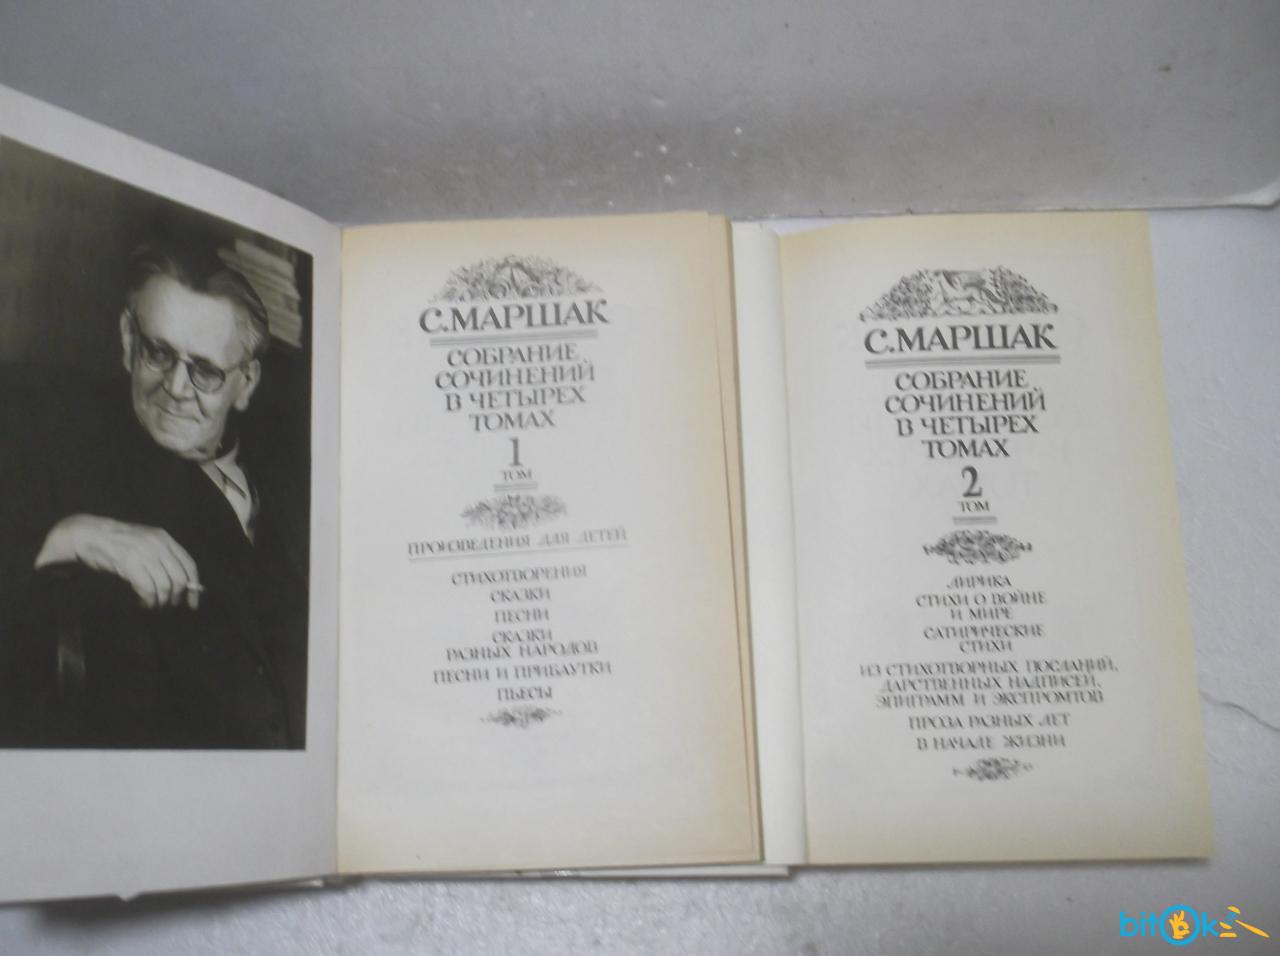 С.МАРШАК
СОБРАНИЕ
СОЧИНЕНИЙ
В ЧЕТЫРЕХ
ТОМАХ
1
ТОМ
ПРОИЗВЕДЕНИЯ ДЛЯ ДЕТЕЙ
СТИХОТВОРЕНИЯ
СКАЗКИ
ПЕСНИ
СКАЗКИ
РАЗНЫХ НАРОДОВ
ПЕСНИ И ПРИБАУТКИ
ПЬЕСЫ
С.МАРШАК
СОБРАНИЕ
СОЧИНЕНИЙ
В ЧЕТЫРЕХ
ТОМАХ
2
ТОМ
ЛИРИКА
СТИХИ О ВОЙНЕ
И МИРЕ
САТИРИЧЕСКИЕ
СТИХИ
ИЗ СТИХОТВОРНЫХ ПОСЛАНИЙ,
ДАРСТВЕННЫХ НАДПИСЕЙ,
ЭПИГРАММ И ЭКСПРОМТОВ
ПРОЗА РАЗНЫХ ЛЕТ
В НАЧАЛЕ ЖИЗНИ
bitok